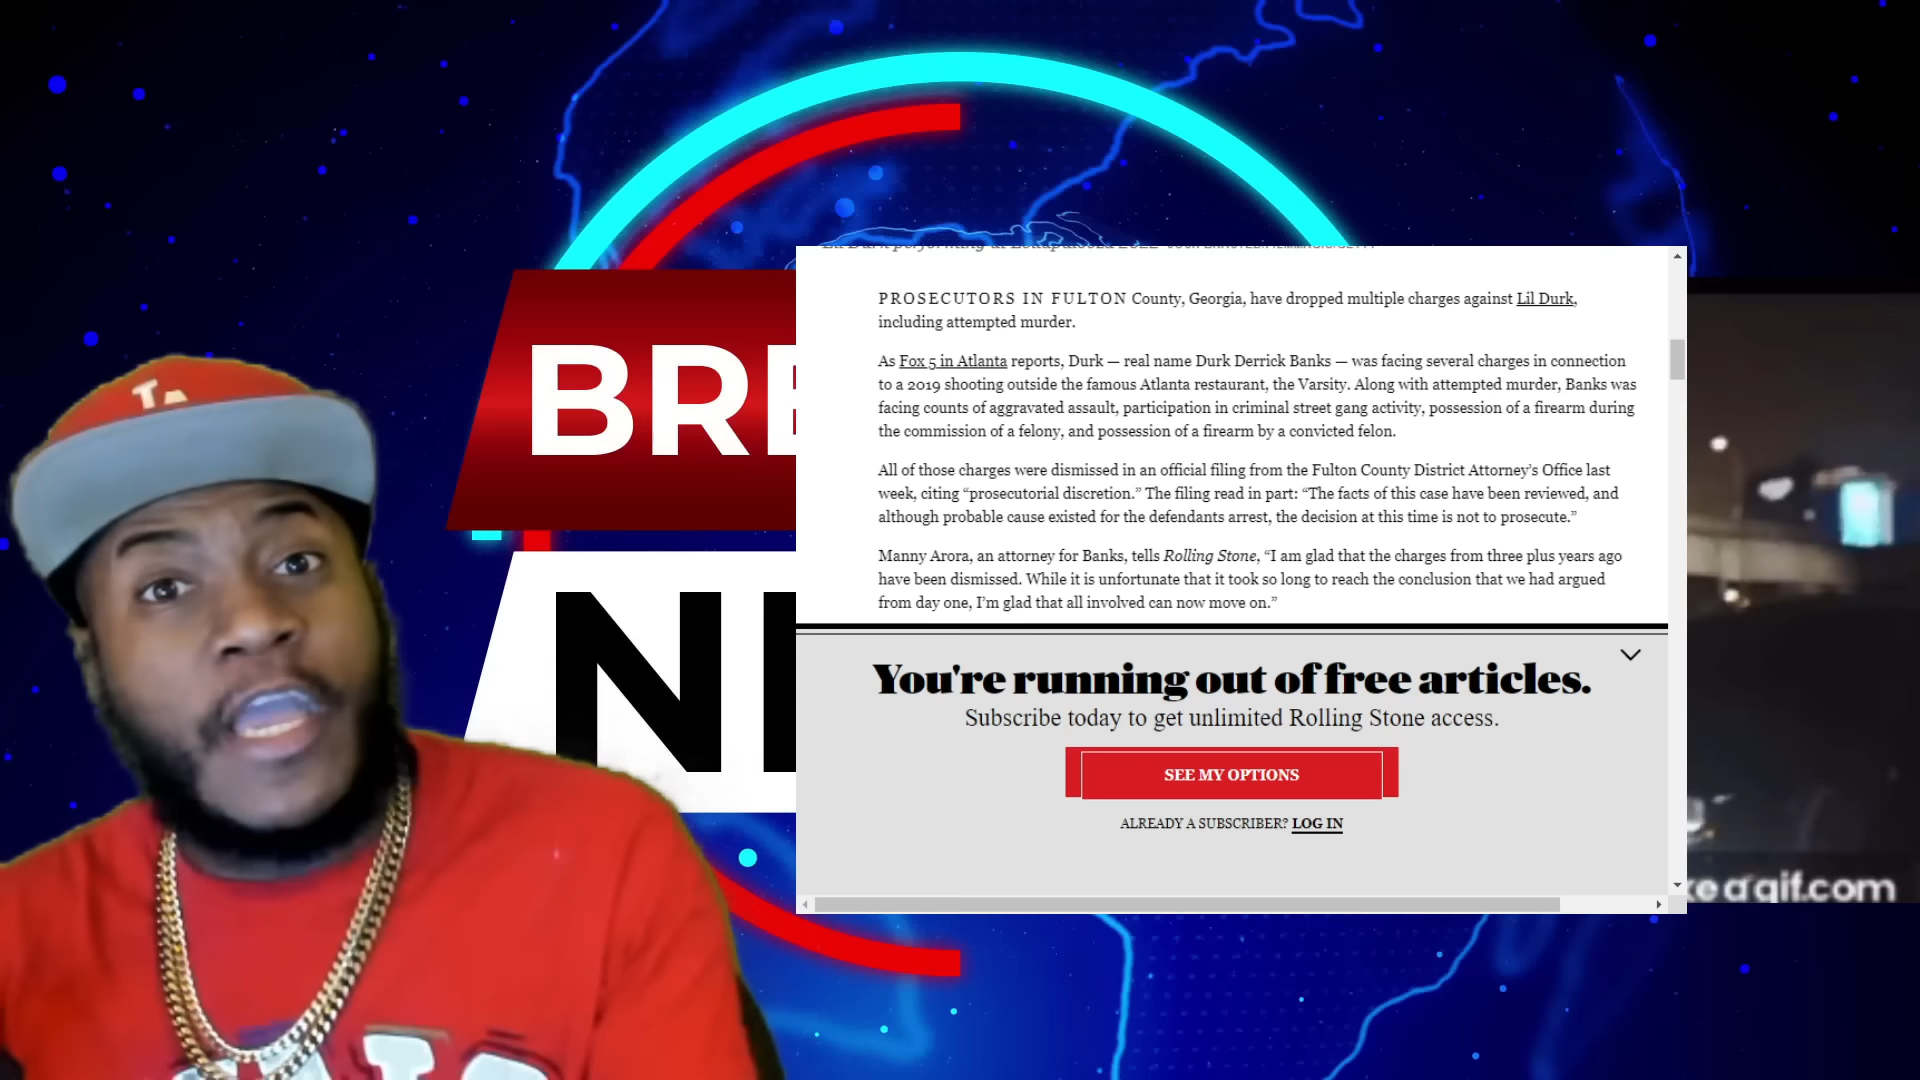 TA
BRE
NE
Lil Durk performing at Lollapalooza 2022
PROSECUTORS IN FULTON County, Georgia, have dropped multiple charges against Lil Durk,
including attempted murder.
As Fox 5 in Atlanta reports, Durk — real name Durk Derrick Banks — was facing several charges in connection
to a 2019 shooting outside the famous Atlanta restaurant, the Varsity. Along with attempted murder, Banks was
facing counts of aggravated assault, participation in criminal street gang activity, possession of a firearm during
the commission of a felony, and possession of a firearm by a convicted felon.
All of those charges were dismissed in an official filing from the Fulton County District Attorney’s Office last
week, citing “prosecutorial discretion.” The filing read in part: “The facts of this case have been reviewed, and
although probable cause existed for the defendants arrest, the decision at this time is not to prosecute.”
Manny Arora, an attorney for Banks, tells Rolling Stone, “I am glad that the charges from three plus years ago
have been dismissed. While it is unfortunate that it took so long to reach the conclusion that we had argued
from day one, I’m glad that all involved can now move on.”
You're running out of free articles.
Subscribe today to get unlimited Rolling Stone access.
SEE MY OPTIONS
ALREADY A SUBSCRIBER? LOG IN
keagif.com